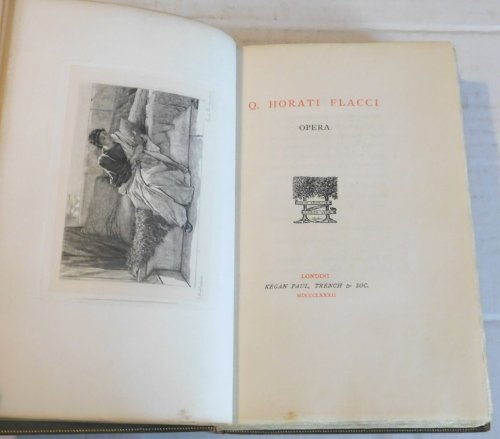 Q. HORATI FLACCI
OPERA
LONDINI
KEGAN PAUL, TRENCH & SOC.
MDCCCLXXXII